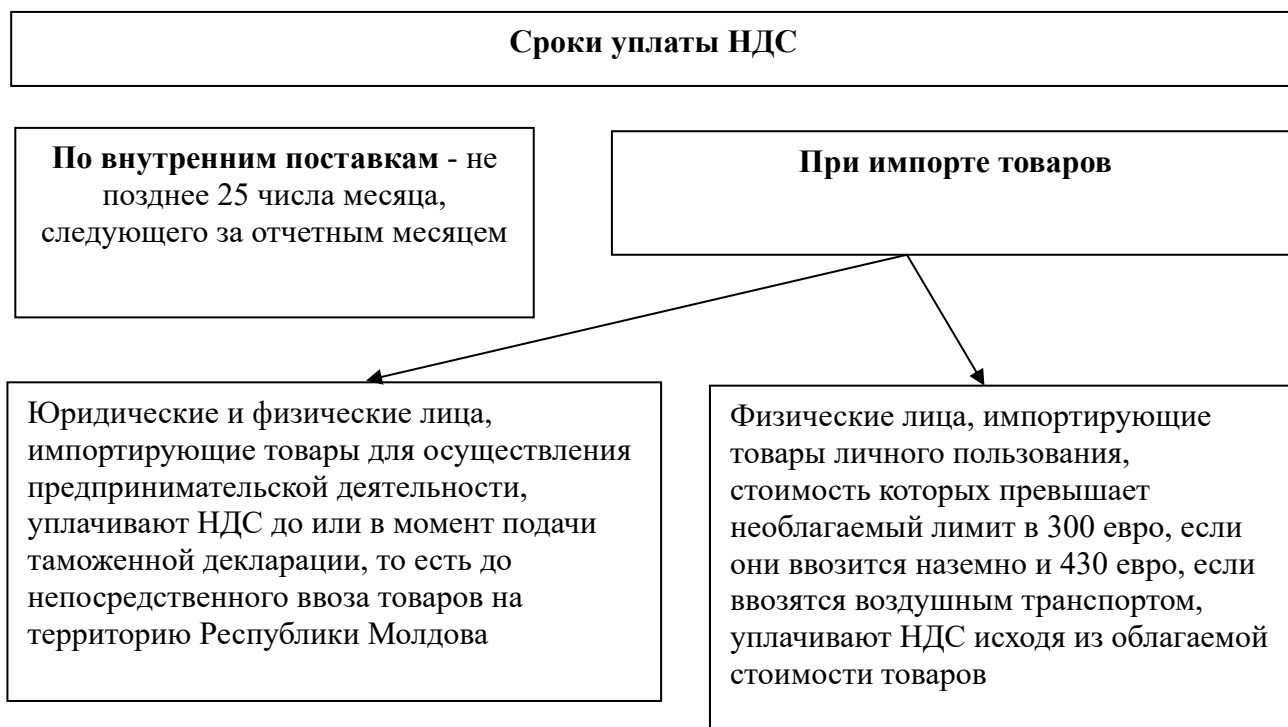 Сроки уплаты НДС
По внутренним поставкам - не
позднее 25 числа месяца,
следующего за отчетным месяцем
При импорте товаров
Юридические и физические лица,
импортирующие товары для осуществления
предпринимательской деятельности,
уплачивают НДС до или в момент подачи
таможенной декларации, то есть до
непосредственного ввоза товаров на
территорию Республики Молдова
Физические лица, импортирующие
товары личного пользования,
стоимость которых превышает
необлагаемый лимит в 300 евро, если
они ввозится наземно и 430 евро, если
ввозятся воздушным транспортом,
уплачивают НДС исходя из облагаемой
стоимости товаров